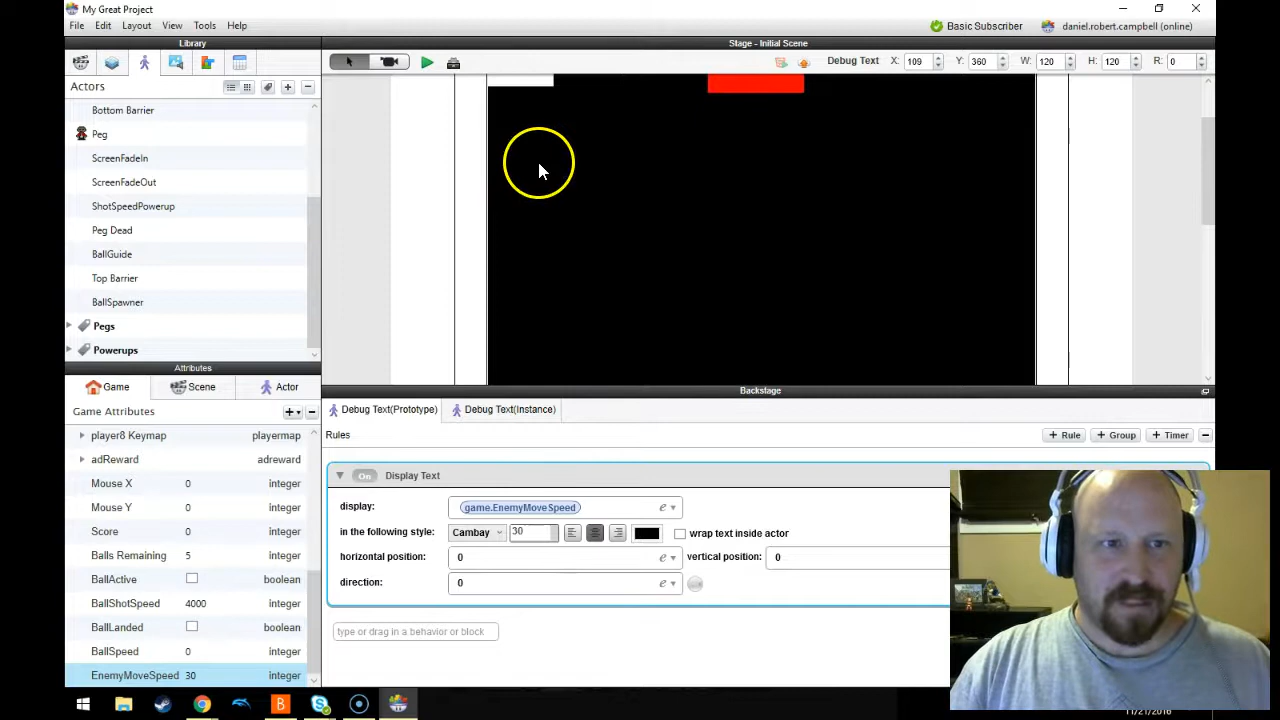 My Great Project
File Edit Layout View Tools Help
Basic Subscriber daniel.robert.campbell (online)
Library
Stage - Initial Scene
Debug Text X: 109 Y: 360 W: 120 H: 120 R: 0
Actors
Bottom Barrier
Peg
ScreenFadeIn
ScreenFadeOut
ShotSpeedPowerup
Peg Dead
BallGuide
Top Barrier
BallSpawner
Pegs
Powerups
Attributes
Game Scene Actor
Game Attributes
player8 Keymap playermap
adReward adreward
Mouse X 0 integer
Mouse Y 0 integer
Score 0 integer
Balls Remaining 5 integer
BallActive boolean
BallShotSpeed 4000 integer
BallLanded boolean
BallSpeed 0 integer
EnemyMoveSpeed 30 integer
Backstage
Debug Text(Prototype) Debug Text(Instance)
Rules + Rule + Group + Timer
On Display Text
display: game.EnemyMoveSpeed e
in the following style: Cambay 30 wrap text inside actor
horizontal position: 0 e vertical position: 0
direction: 0 e
type or drag in a behavior or block
11/21/2016